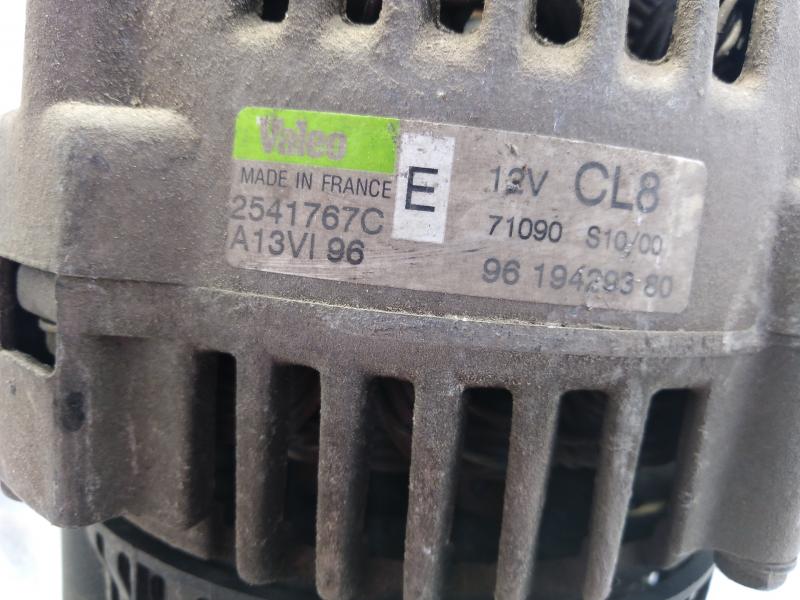 Valeo
MADE IN FRANCE
2541767C
A13VI 96
E
12V CL8
71090 S10/00
96 194293 80